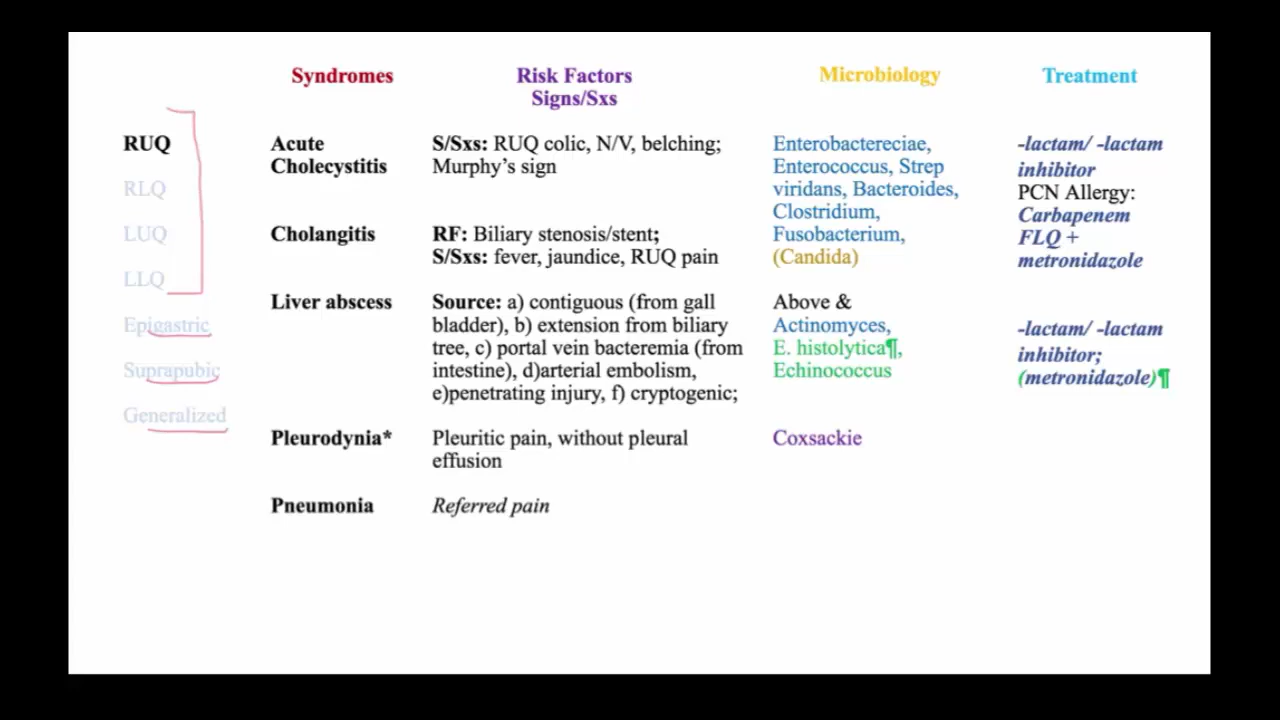 Syndromes
Risk Factors
Signs/Sxs
Microbiology
Treatment
RUQ
RLQ
LUQ
LLQ
Epigastric
Suprapubic
Generalized
Acute
Cholecystitis
S/Sxs: RUQ colic, N/V, belching;
Murphy's sign
Cholangitis
RF: Biliary stenosis/stent;
S/Sxs: fever, jaundice, RUQ pain
Enterobactereciae,
Enterococcus, Strep
viridans, Bacteroides,
Clostridium,
Fusobacterium,
(Candida)
-lactam/ -lactam
inhibitor
PCN Allergy:
Carbapenem
FLQ +
metronidazole
Liver abscess
Source: a) contiguous (from gall
bladder), b) extension from biliary
tree, c) portal vein bacteremia (from
intestine), d)arterial embolism,
e)penetrating injury, f) cryptogenic;
Above &
Actinomyces,
E. histolytica¶,
Echinococcus
-lactam/ -lactam
inhibitor;
(metronidazole)¶
Pleurodynia*
Pleuritic pain, without pleural
effusion
Coxsackie
Pneumonia
Referred pain